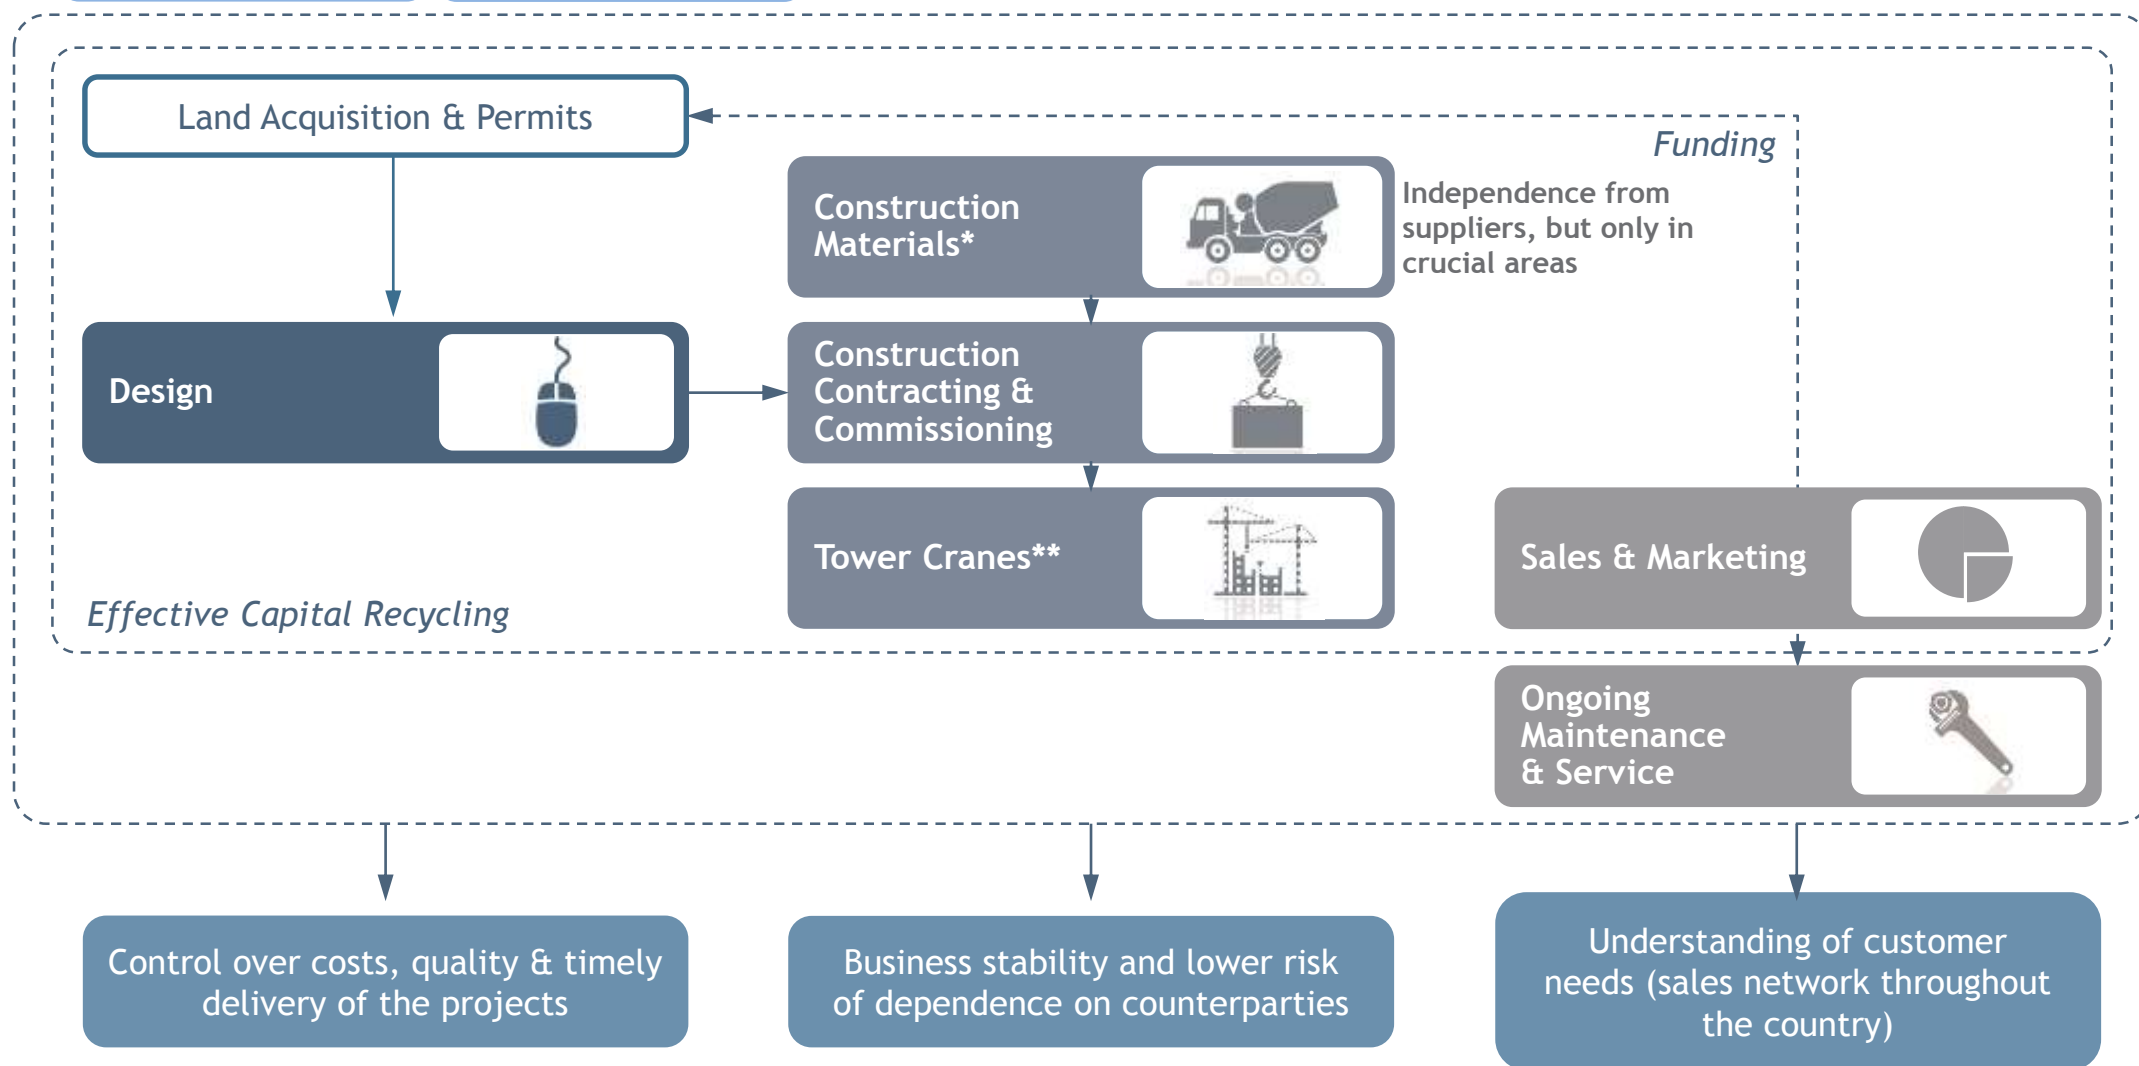 Land Acquisition & Permits
Funding
Construction
Materials*
Independence from
suppliers, but only in
crucial areas
Design
Construction
Contracting &
Commissioning
Tower Cranes**
Sales & Marketing
Effective Capital Recycling
Ongoing
Maintenance
& Service
Control over costs, quality & timely
delivery of the projects
Business stability and lower risk
of dependence on counterparties
Understanding of customer
needs (sales network throughout
the country)